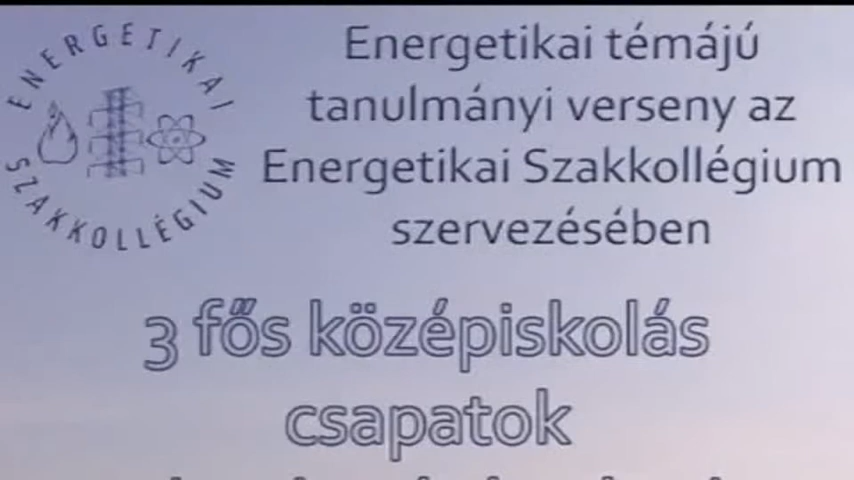 ENERGETIKAI
SZAKKOLLÉGIUM
Energetikai témájú
tanulmányi verseny az
Energetikai Szakkollégium
szervezésében
3 fős középiskolás
csapatok